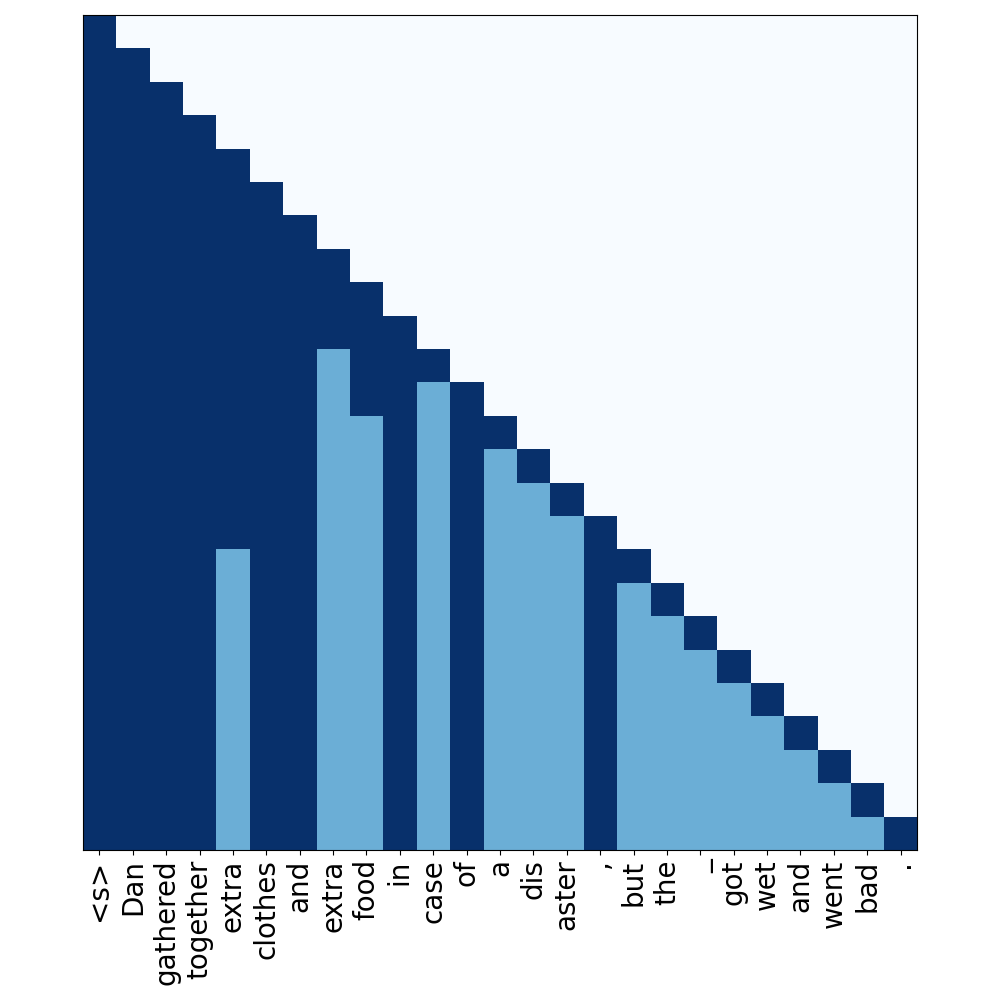 <s> Dan gathered together extra clothes and extra food in case of a dis aster , but the _ got wet and went bad .